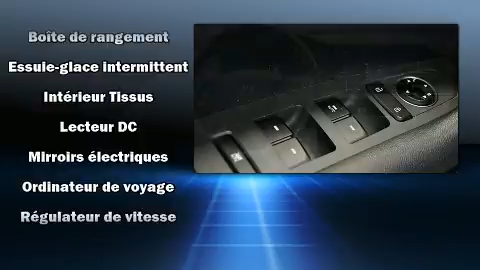 Boîte de rangement
Essuie-glace intermittent
Intérieur Tissus
Lecteur DC
Mirroirs électriques
Ordinateur de voyage
Régulateur de vitesse